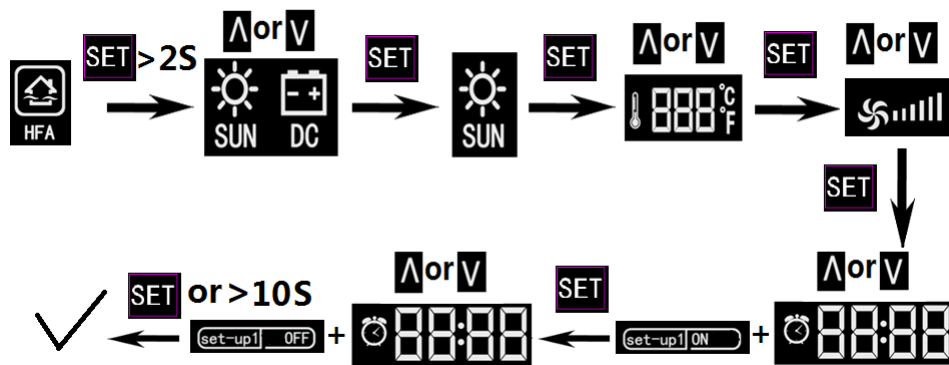 HFA
SET >2S
Λ or V
SUN DC
SET
SUN
SET
Λ or V
888 °C °F
SET
Λ or V
SET
Λ or V
set-up1 ON + 88:88
SET
Λ or V
set-up1 OFF + 88:88
SET or >10S